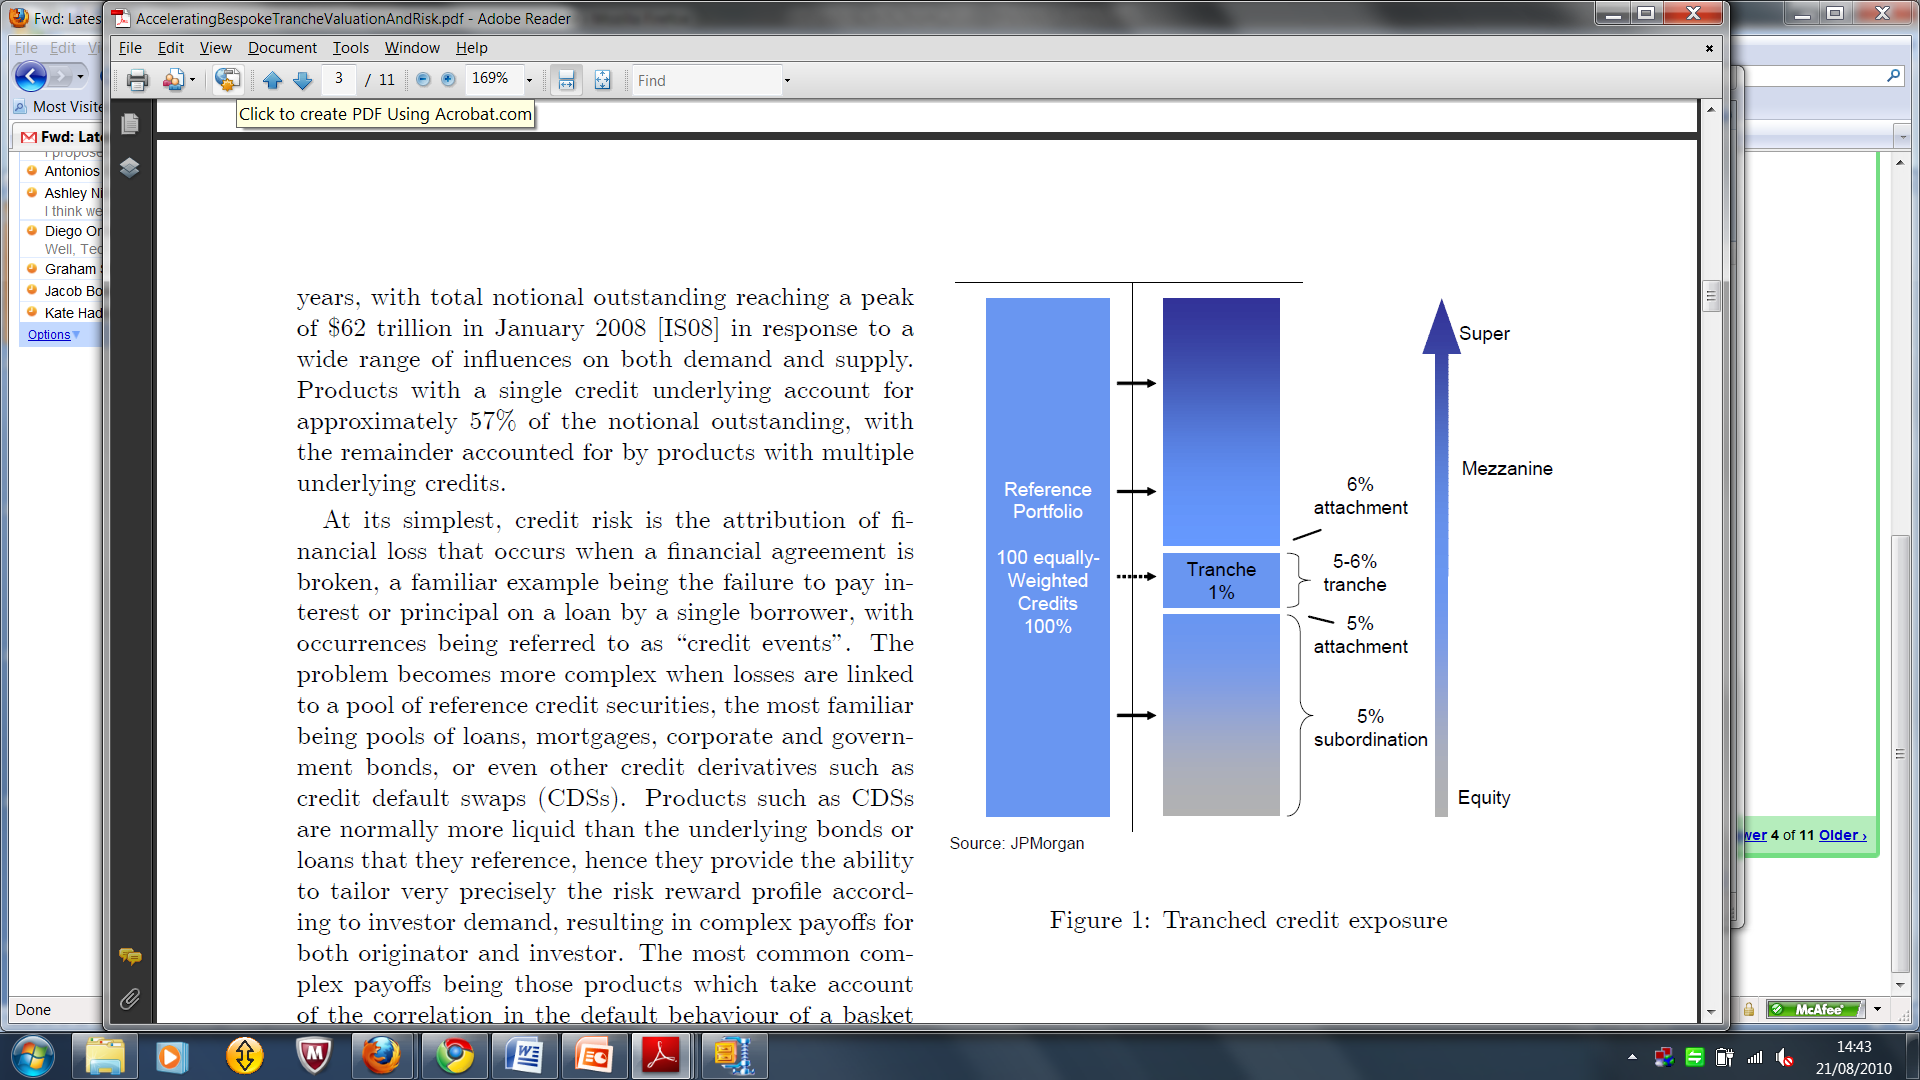 Fwd: Lates
AcceleratingBespokeTrancheValuationAndRisk.pdf - Adobe Reader
File Edit Vi
File Edit View Document Tools Window Help
3 / 11 169% Find
Most Visite
Click to create PDF Using Acrobat.com
Fwd: Late
I propose
Antonios
Ashley Ni
I think we
Diego Or
Well, Tec
Graham
Jacob Bo
Kate Had
Options
years, with total notional outstanding reaching a peak
of $62 trillion in January 2008 [IS08] in response to a
wide range of influences on both demand and supply.
Products with a single credit underlying account for
approximately 57% of the notional outstanding, with
the remainder accounted for by products with multiple
underlying credits.
At its simplest, credit risk is the attribution of fi-
nancial loss that occurs when a financial agreement is
broken, a familiar example being the failure to pay in-
terest or principal on a loan by a single borrower, with
occurrences being referred to as “credit events”. The
problem becomes more complex when losses are linked
to a pool of reference credit securities, the most familiar
being pools of loans, mortgages, corporate and govern-
ment bonds, or even other credit derivatives such as
credit default swaps (CDSs). Products such as CDSs
are normally more liquid than the underlying bonds or
loans that they reference, hence they provide the ability
to tailor very precisely the risk reward profile accord-
ing to investor demand, resulting in complex payoffs for
both originator and investor. The most common com-
plex payoffs being those products which take account
of the correlation in the default behaviour of a basket
Reference
Portfolio
100 equally-
Weighted
Credits
100%
Tranche
1%
6%
attachment
5-6%
tranche
5%
attachment
5%
subordination
Super
Mezzanine
Equity
Source: JPMorgan
Figure 1: Tranched credit exposure
wer 4 of 11 Older ›
Done
McAfee
14:43
21/08/2010